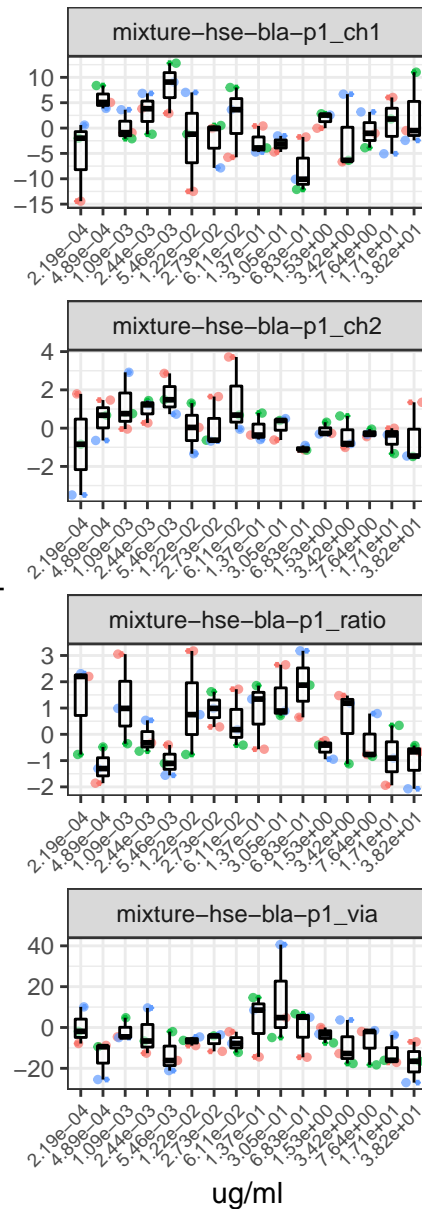 mixture−hse−bla−p1_ch1
10
5
0
−5
−10
−15
2.19e−04
4.89e−04
1.09e−03
2.44e−03
5.46e−03
1.22e−02
2.73e−02
6.11e−02
1.37e−01
3.05e−01
6.83e−01
1.53e+00
3.42e+00
7.64e+00
1.71e+01
3.82e+01
mixture−hse−bla−p1_ch2
4
2
0
−2
2.19e−04
4.89e−04
1.09e−03
2.44e−03
5.46e−03
1.22e−02
2.73e−02
6.11e−02
1.37e−01
3.05e−01
6.83e−01
1.53e+00
3.42e+00
7.64e+00
1.71e+01
3.82e+01
mixture−hse−bla−p1_ratio
3
2
1
0
−1
−2
2.19e−04
4.89e−04
1.09e−03
2.44e−03
5.46e−03
1.22e−02
2.73e−02
6.11e−02
1.37e−01
3.05e−01
6.83e−01
1.53e+00
3.42e+00
7.64e+00
1.71e+01
3.82e+01
mixture−hse−bla−p1_via
40
20
0
−20
2.19e−04
4.89e−04
1.09e−03
2.44e−03
5.46e−03
1.22e−02
2.73e−02
6.11e−02
1.37e−01
3.05e−01
6.83e−01
1.53e+00
3.42e+00
7.64e+00
1.71e+01
3.82e+01
ug/ml